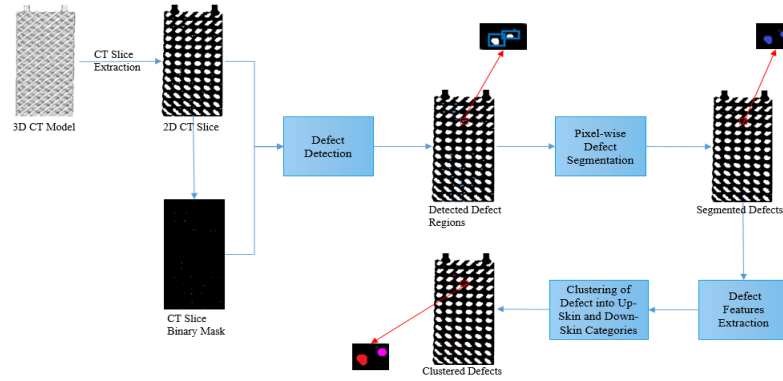 CT Slice
Extraction
3D CT Model
2D CT Slice
Defect
Detection
Detected Defect
Regions
Pixel-wise
Defect
Segmentation
Segmented Defects
CT Slice
Binary Mask
Clustered Defects
Clustering of
Defect into Up-
Skin and Down-
Skin Categories
Defect
Features
Extraction